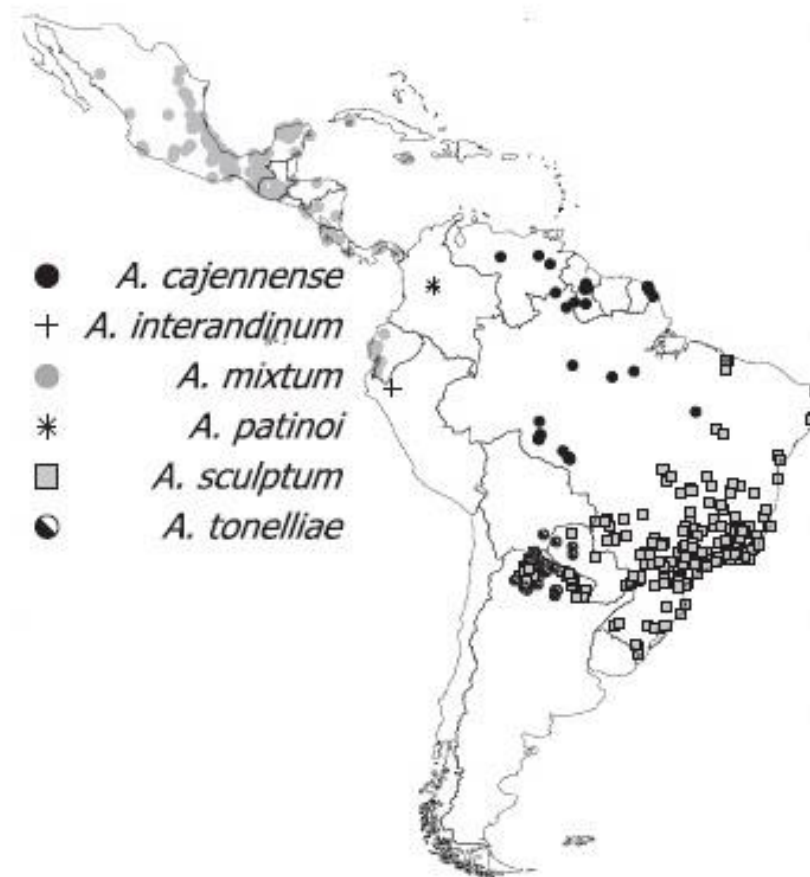 A. cajennense
A. interandinum
A. mixtum
A. patinoi
A. sculptum
A. tonelliae